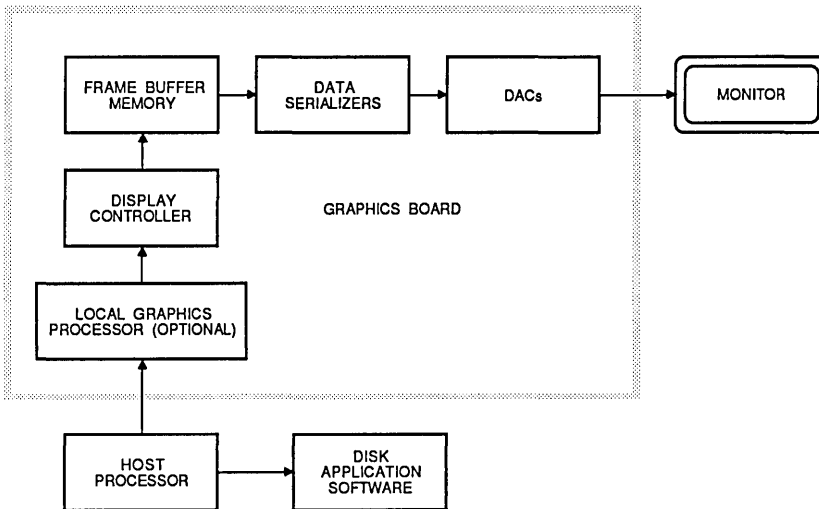 FRAME BUFFER
MEMORY
DATA
SERIALIZERS
DACs
MONITOR
DISPLAY
CONTROLLER
GRAPHICS BOARD
LOCAL GRAPHICS
PROCESSOR (OPTIONAL)
HOST
PROCESSOR
DISK
APPLICATION
SOFTWARE